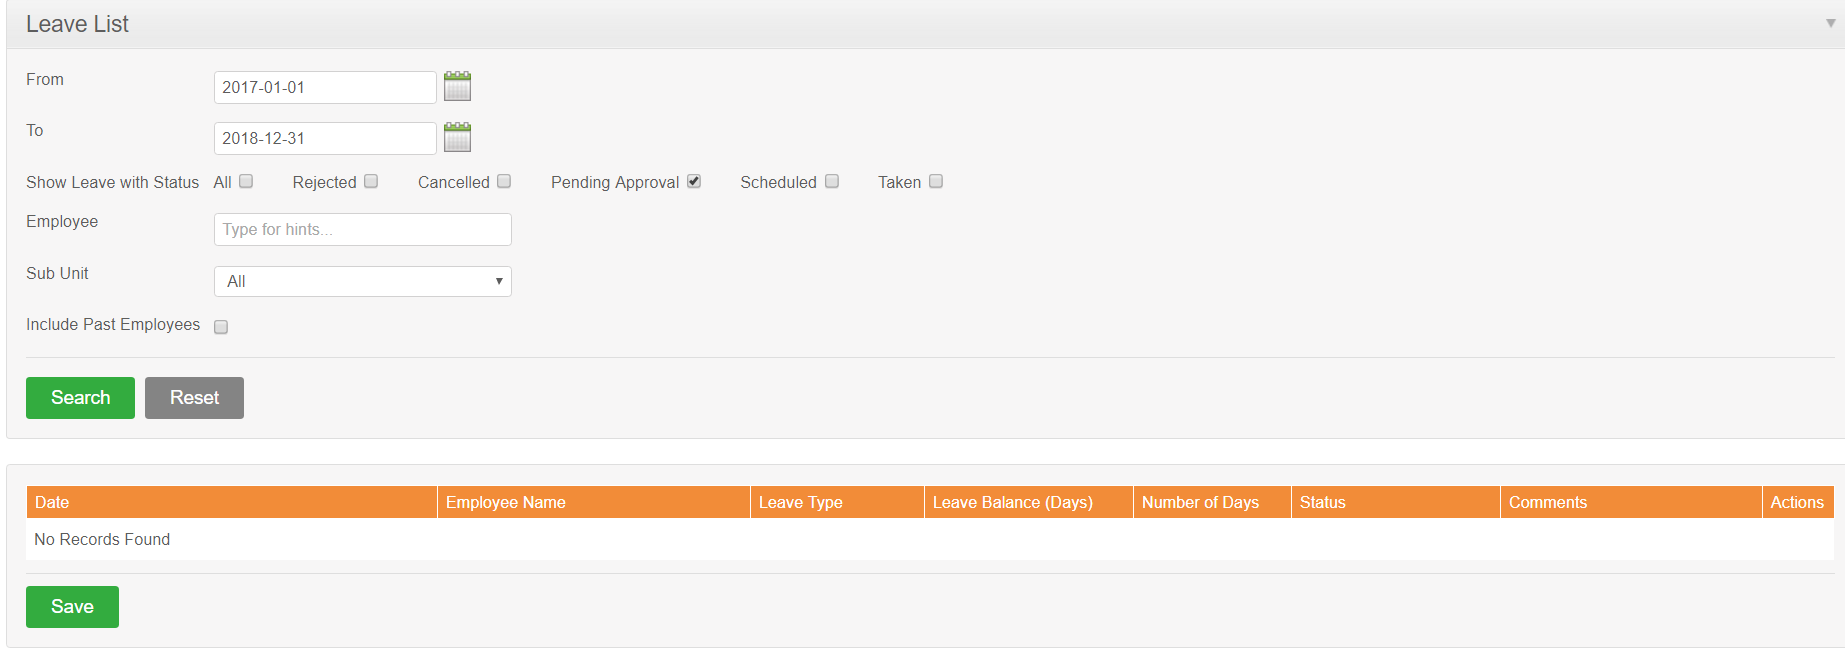 Leave List
From 2017-01-01
To 2018-12-31
Show Leave with Status All Rejected Cancelled Pending Approval Scheduled Taken
Employee Type for hints...
Sub Unit All
Include Past Employees
Search Reset
Date Employee Name Leave Type Leave Balance (Days) Number of Days Status Comments Actions
No Records Found
Save